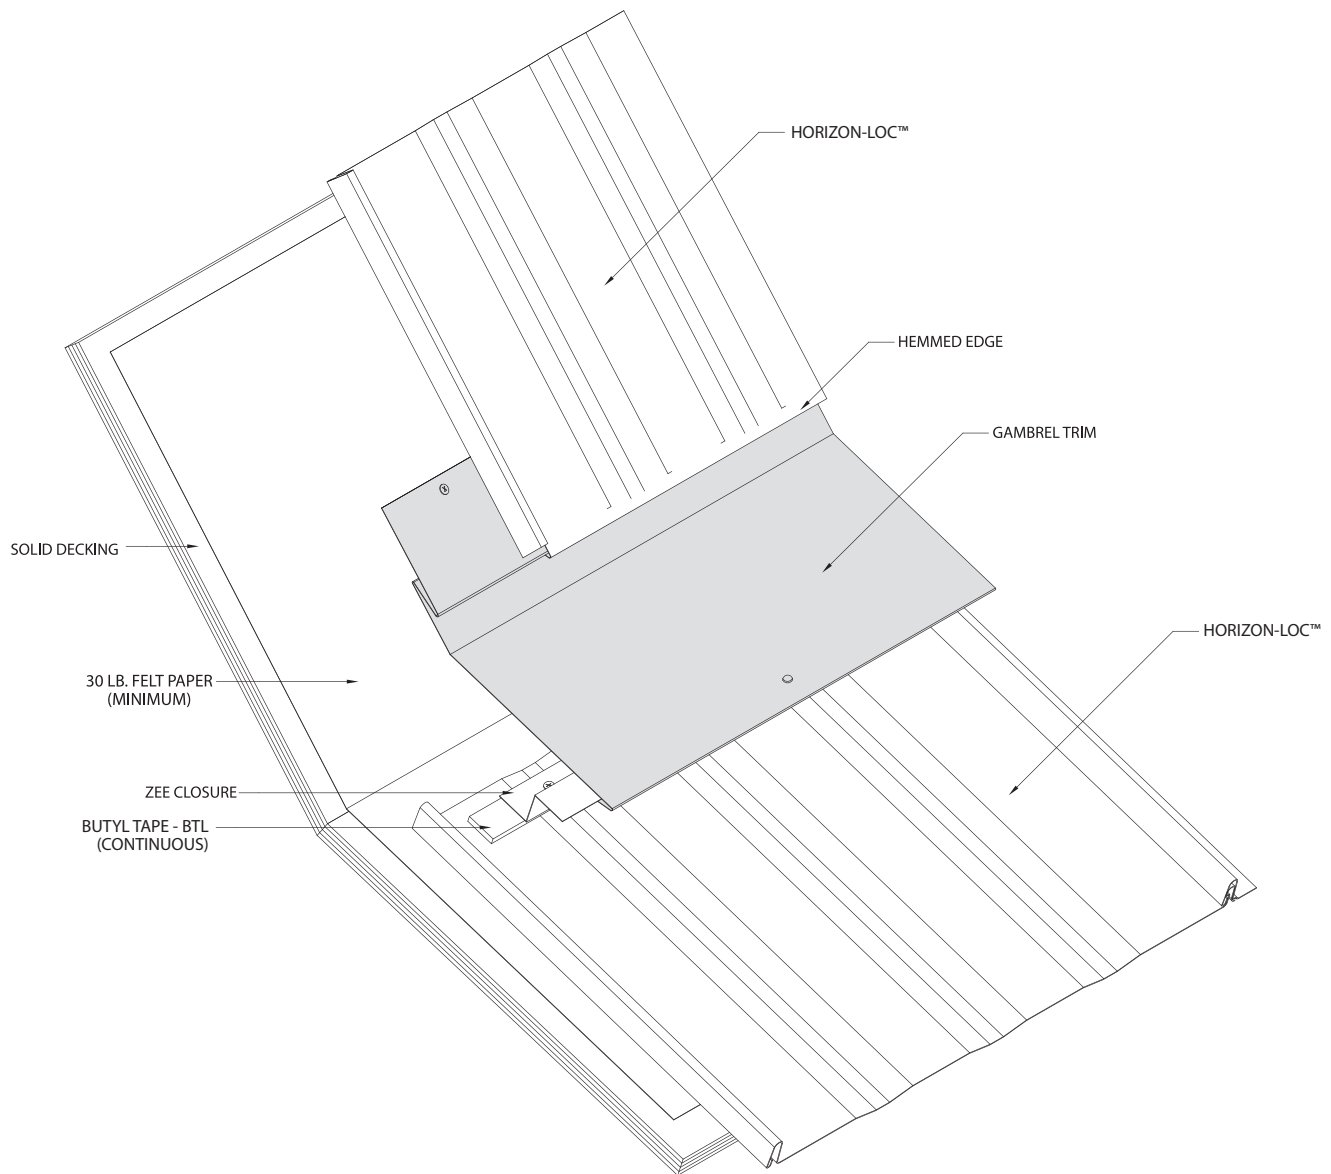 HORIZON-LOC™
HEMMED EDGE
GAMBREL TRIM
SOLID DECKING
HORIZON-LOC™
30 LB. FELT PAPER
(MINIMUM)
ZEE CLOSURE
BUTYL TAPE - BTL
(CONTINUOUS)